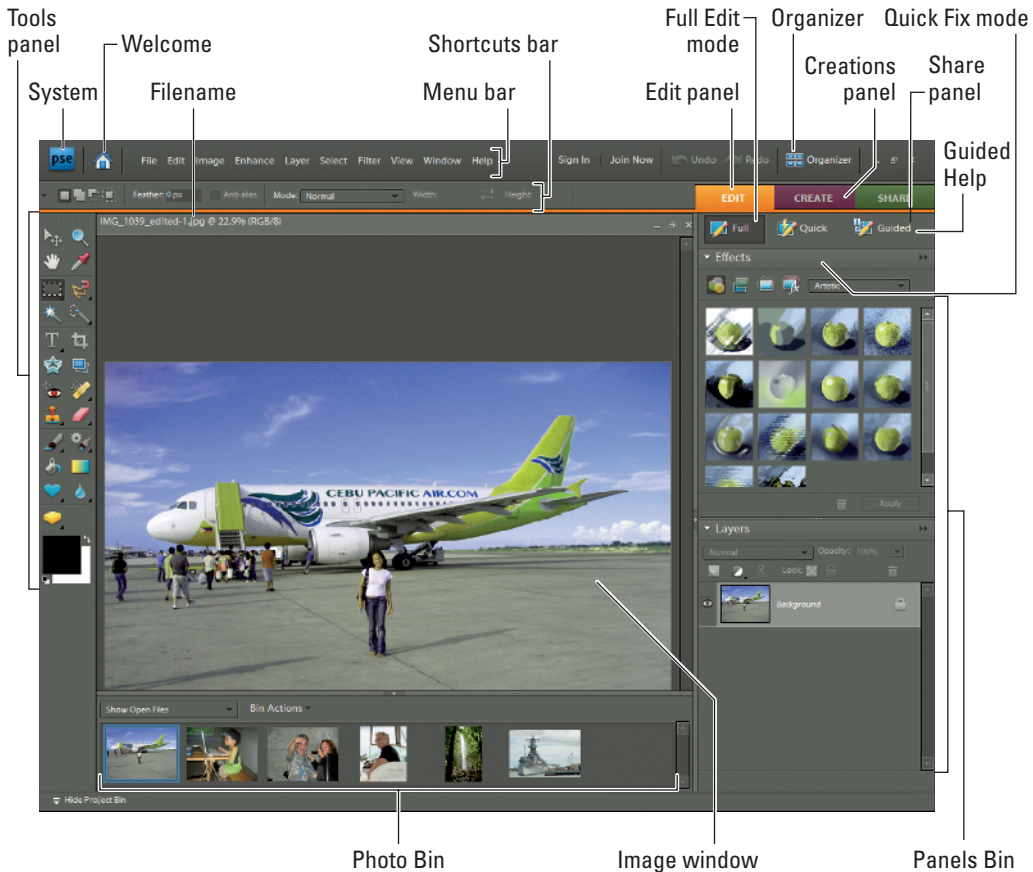 Tools
panel
Welcome
Shortcuts bar
Full Edit
mode
Organizer
Quick Fix mode
System
Filename
Menu bar
Edit panel
Creations
panel
Share
panel
Guided
Help
pse
File Edit Image Enhance Layer Select Filter View Window Help
Sign In | Join Now
Undo
Redo
Organizer
Feather: 0 px
Anti-alias
Mode: Normal
Width:
Height:
EDIT
CREATE
SHARE
IMG_1039_edited-1.jpg @ 22.9% (RGB/8)
Full
Quick
Guided
Effects
Artistic
CEBU PACIFIC AIR.COM
Apply
Layers
Normal
Opacity: 100%
Lock:
Background
Show Open Files
Bin Actions
Hide Project Bin
Photo Bin
Image window
Panels Bin